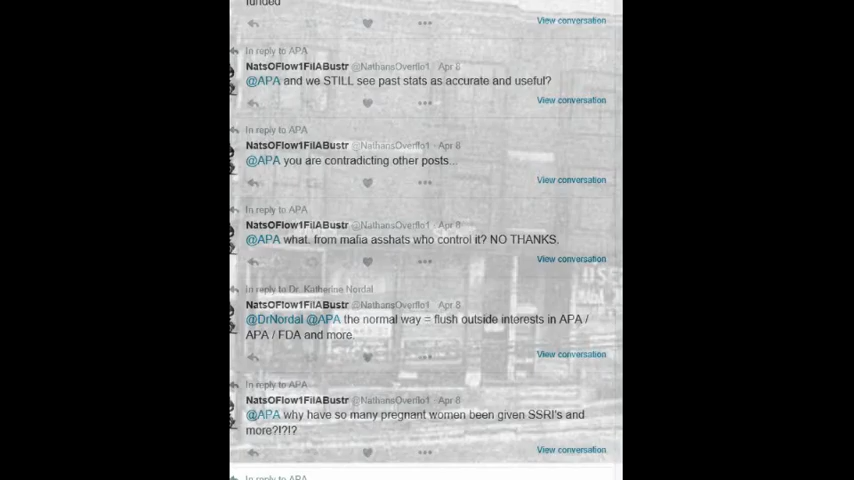 funded
View conversation
In reply to APA
NatsOFlow1FilABustr @NathansOverflo1 · Apr 8
@APA and we STILL see past stats as accurate and useful?
View conversation
In reply to APA
NatsOFlow1FilABustr @NathansOverflo1 · Apr 8
@APA you are contradicting other posts...
View conversation
In reply to APA
NatsOFlow1FilABustr @NathansOverflo1 · Apr 8
@APA what. from mafia asshats who control it? NO THANKS.
View conversation
In reply to Dr. Katherine Nordal
NatsOFlow1FilABustr @NathansOverflo1 · Apr 8
@DrNordal @APA the normal way = flush outside interests in APA /
APA / FDA and more.
View conversation
In reply to APA
NatsOFlow1FilABustr @NathansOverflo1 · Apr 8
@APA why have so many pregnant women been given SSRI's and
more?!?!?
View conversation
In reply to APA